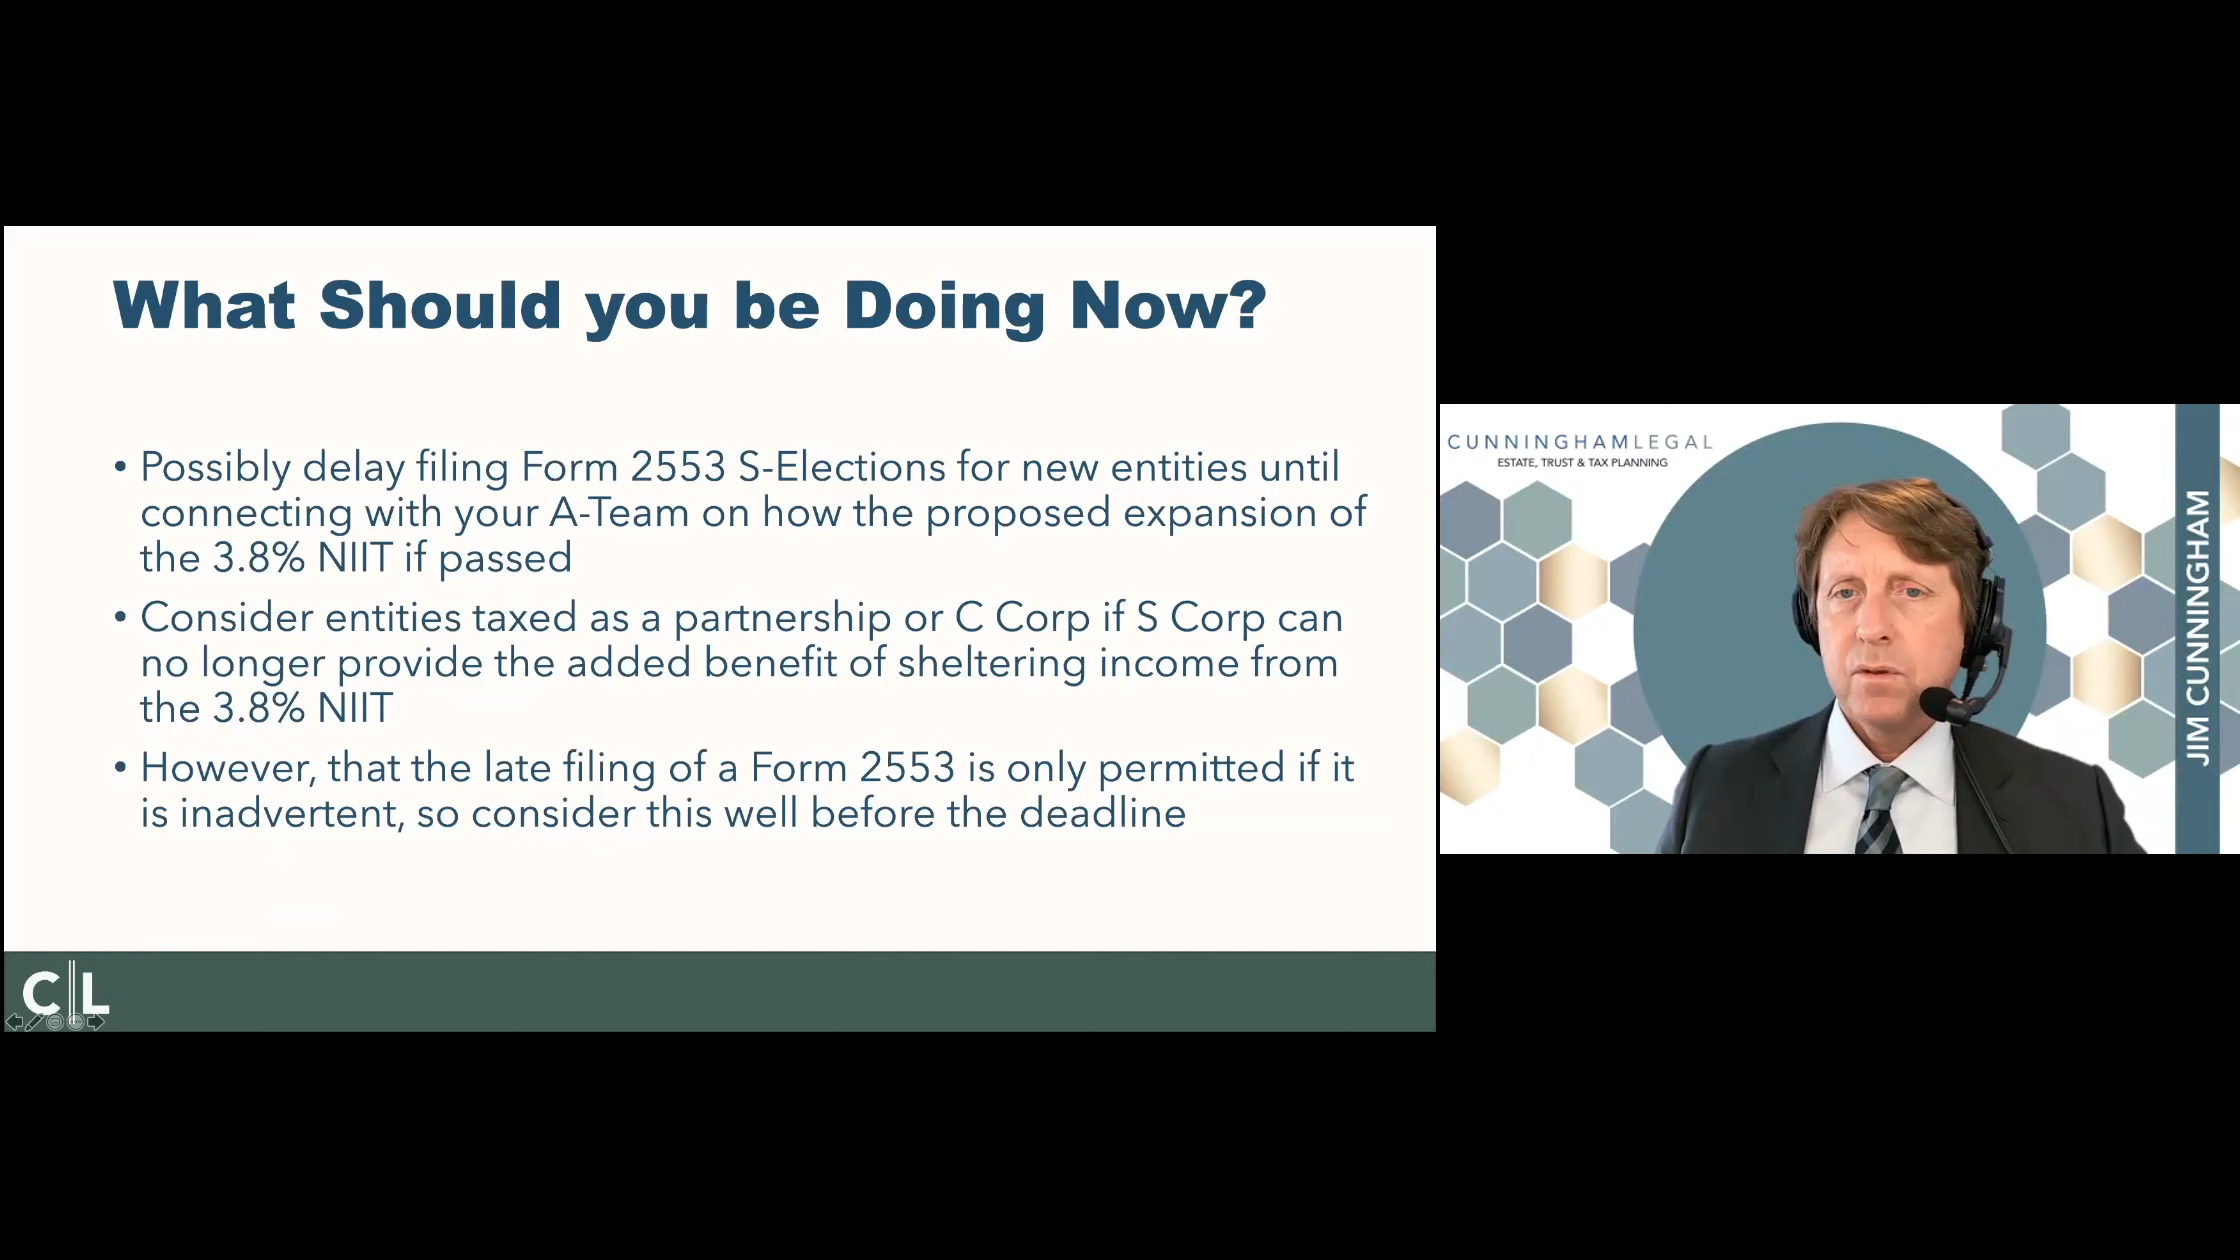 What Should you be Doing Now?
• Possibly delay filing Form 2553 S-Elections for new entities until
connecting with your A-Team on how the proposed expansion of
the 3.8% NIIT if passed
• Consider entities taxed as a partnership or C Corp if S Corp can
no longer provide the added benefit of sheltering income from
the 3.8% NIIT
• However, that the late filing of a Form 2553 is only permitted if it
is inadvertent, so consider this well before the deadline
C L
CUNNINGHAMLEGAL
ESTATE, TRUST & TAX PLANNING
JIM CUNNINGHAM